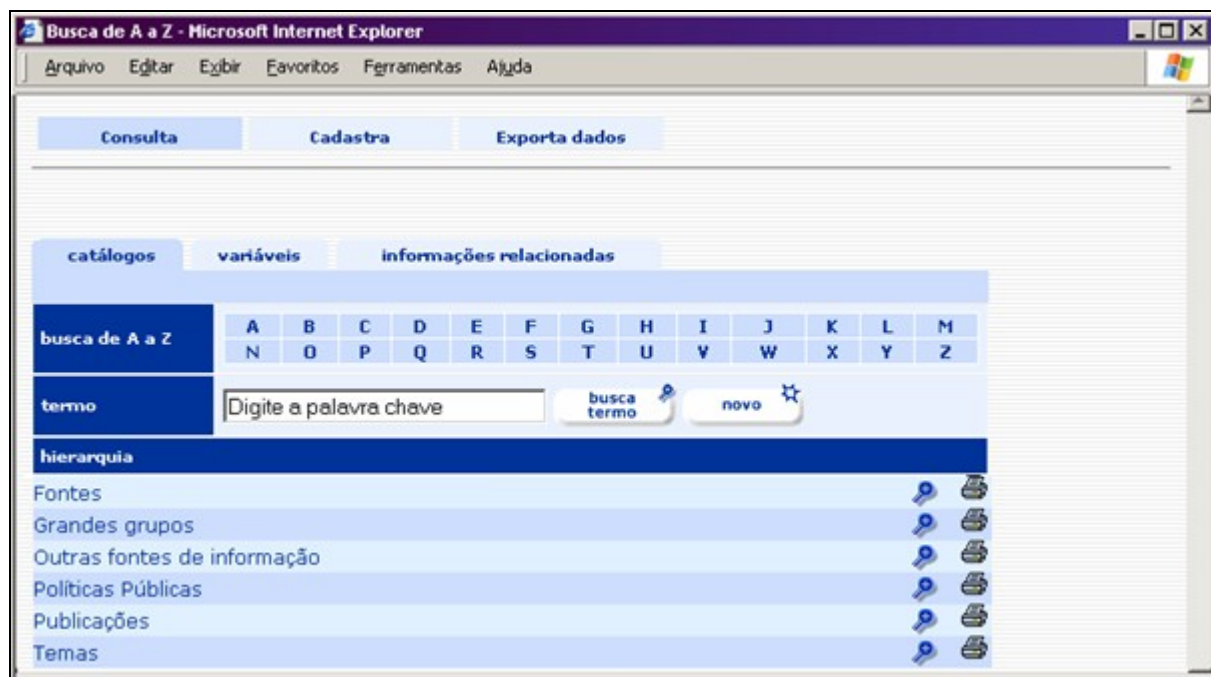 Busca de A a Z - Microsoft Internet Explorer
Arquivo Editar Exibir Favoritos Ferramentas Ajuda
Consulta Cadastra Exporta dados
catálogos variáveis informações relacionadas
busca de A a Z
A B C D E F G H I J K L M
N O P Q R S T U V W X Y Z
termo Digite a palavra chave busca termo novo
hierarquia
Fontes
Grandes grupos
Outras fontes de informação
Políticas Públicas
Publicações
Temas